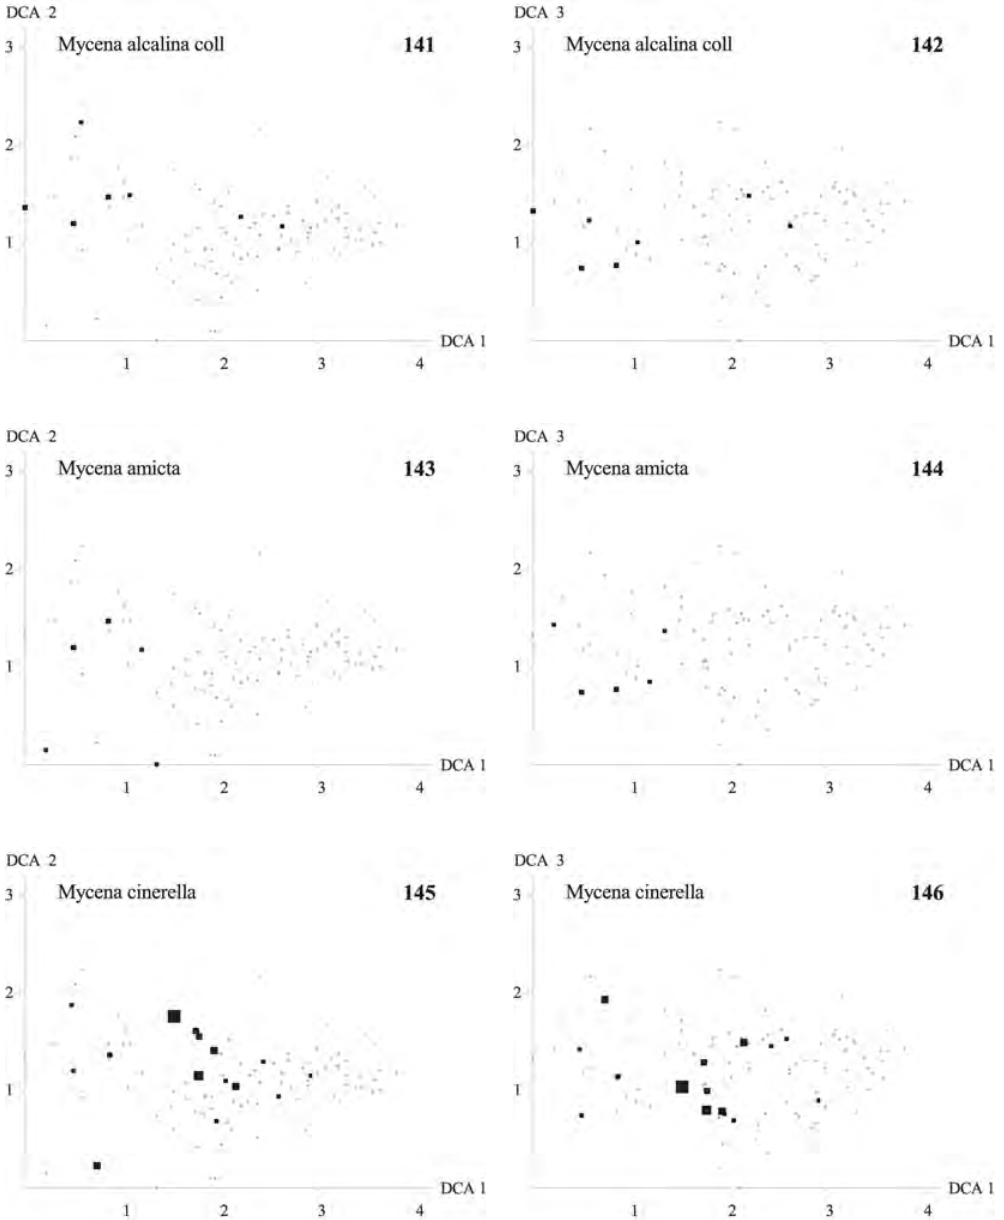 DCA 2
3
Mycena alcalina coll
141
2
1
DCA 1
1 2 3 4
DCA 3
3
Mycena alcalina coll
142
2
1
DCA 1
1 2 3 4
DCA 2
3
Mycena amicta
143
2
1
DCA 1
1 2 3 4
DCA 3
3
Mycena amicta
144
2
1
DCA 1
1 2 3 4
DCA 2
3
Mycena cinerella
145
2
1
DCA 1
1 2 3 4
DCA 3
3
Mycena cinerella
146
2
1
DCA 1
1 2 3 4